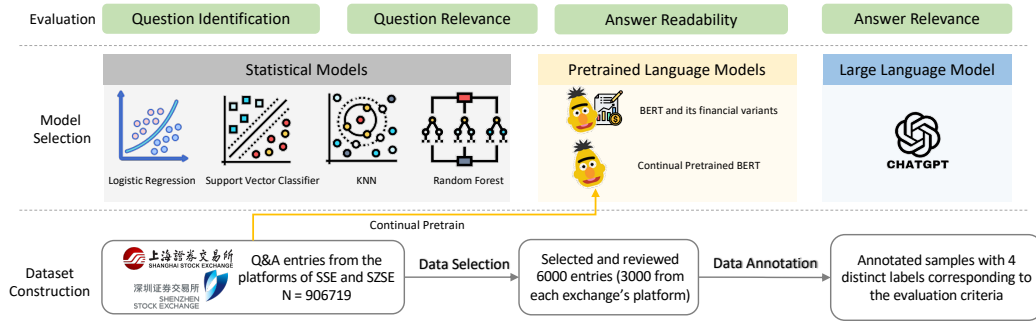 Evaluation
Question Identification
Question Relevance
Answer Readability
Answer Relevance
Model
Selection
Statistical Models
Logistic Regression
Support Vector Classifier
KNN
Random Forest
Pretrained Language Models
BERT and its financial variants
Continual Pretrained BERT
Large Language Model
CHATGPT
Continual Pretrain
Dataset
Construction
上海證券交易所
SHANGHAI STOCK EXCHANGE
深圳证券交易所
SHENZHEN
STOCK EXCHANGE
Q&A entries from the
platforms of SSE and SZSE
N = 906719
Data Selection
Selected and reviewed
6000 entries (3000 from
each exchange's platform)
Data Annotation
Annotated samples with 4
distinct labels corresponding to
the evaluation criteria